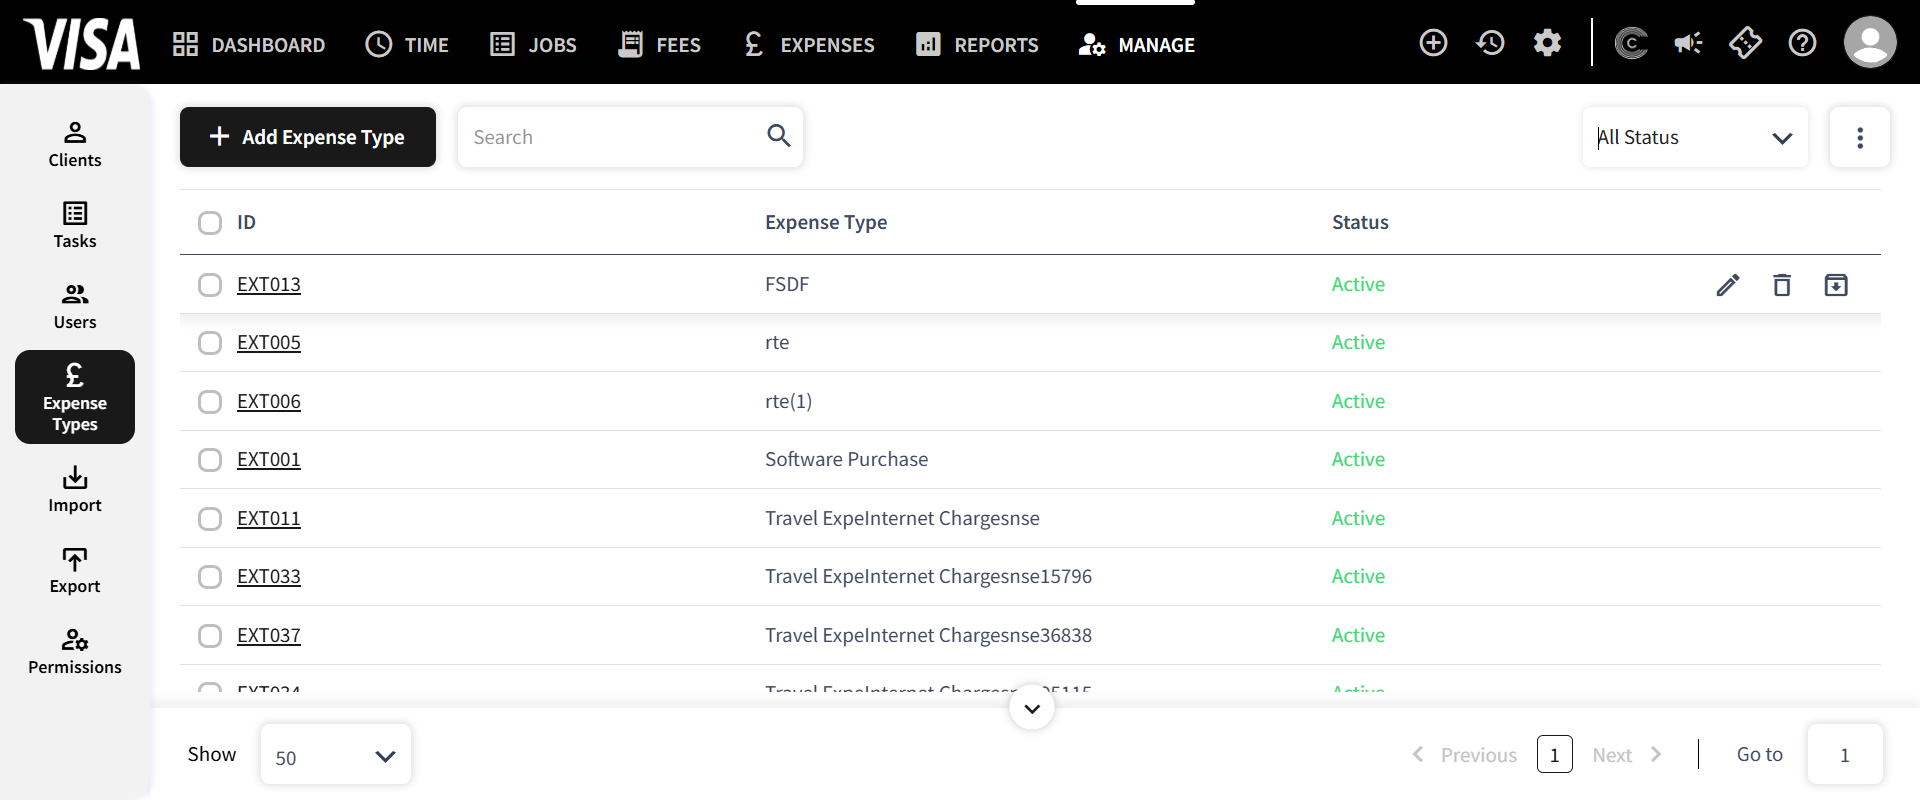 VISA DASHBOARD TIME JOBS FEES £ EXPENSES REPORTS MANAGE
Clients
Tasks
Users
£
Expense
Types
Import
Export
Permissions
Add Expense Type Search All Status
ID Expense Type Status
EXT013 FSDF Active
EXT005 rte Active
EXT006 rte(1) Active
EXT001 Software Purchase Active
EXT011 Travel ExpeInternet Chargesnse Active
EXT033 Travel ExpeInternet Chargesnse15796 Active
EXT037 Travel ExpeInternet Chargesnse36838 Active
Show 50 Previous 1 Next Go to 1